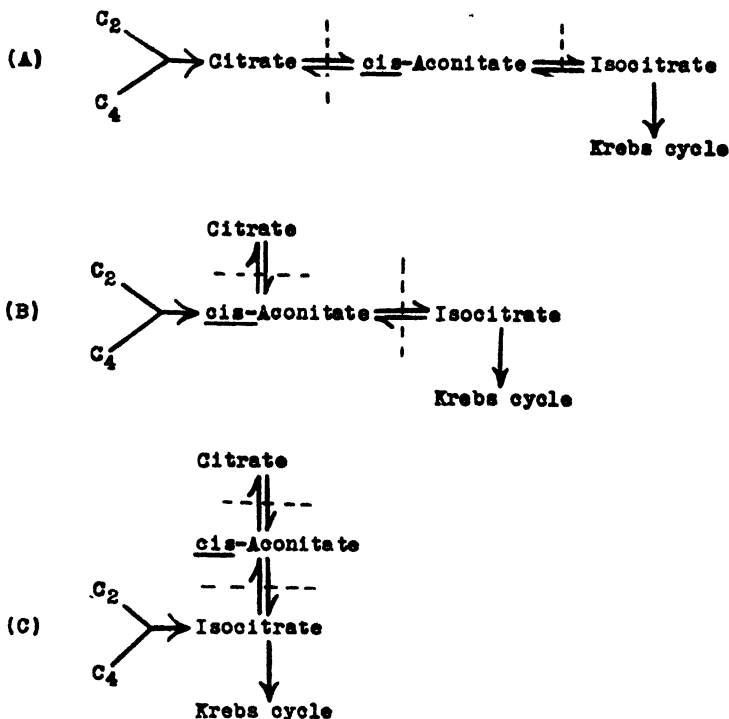 C2
(A) Citrate cis-Aconitate Isocitrate
C4
Krebs cycle
Citrate
C2
(B) cis-Aconitate Isocitrate
C4
Krebs cycle
Citrate
cis-Aconitate
C2
(C) Isocitrate
C4
Krebs cycle